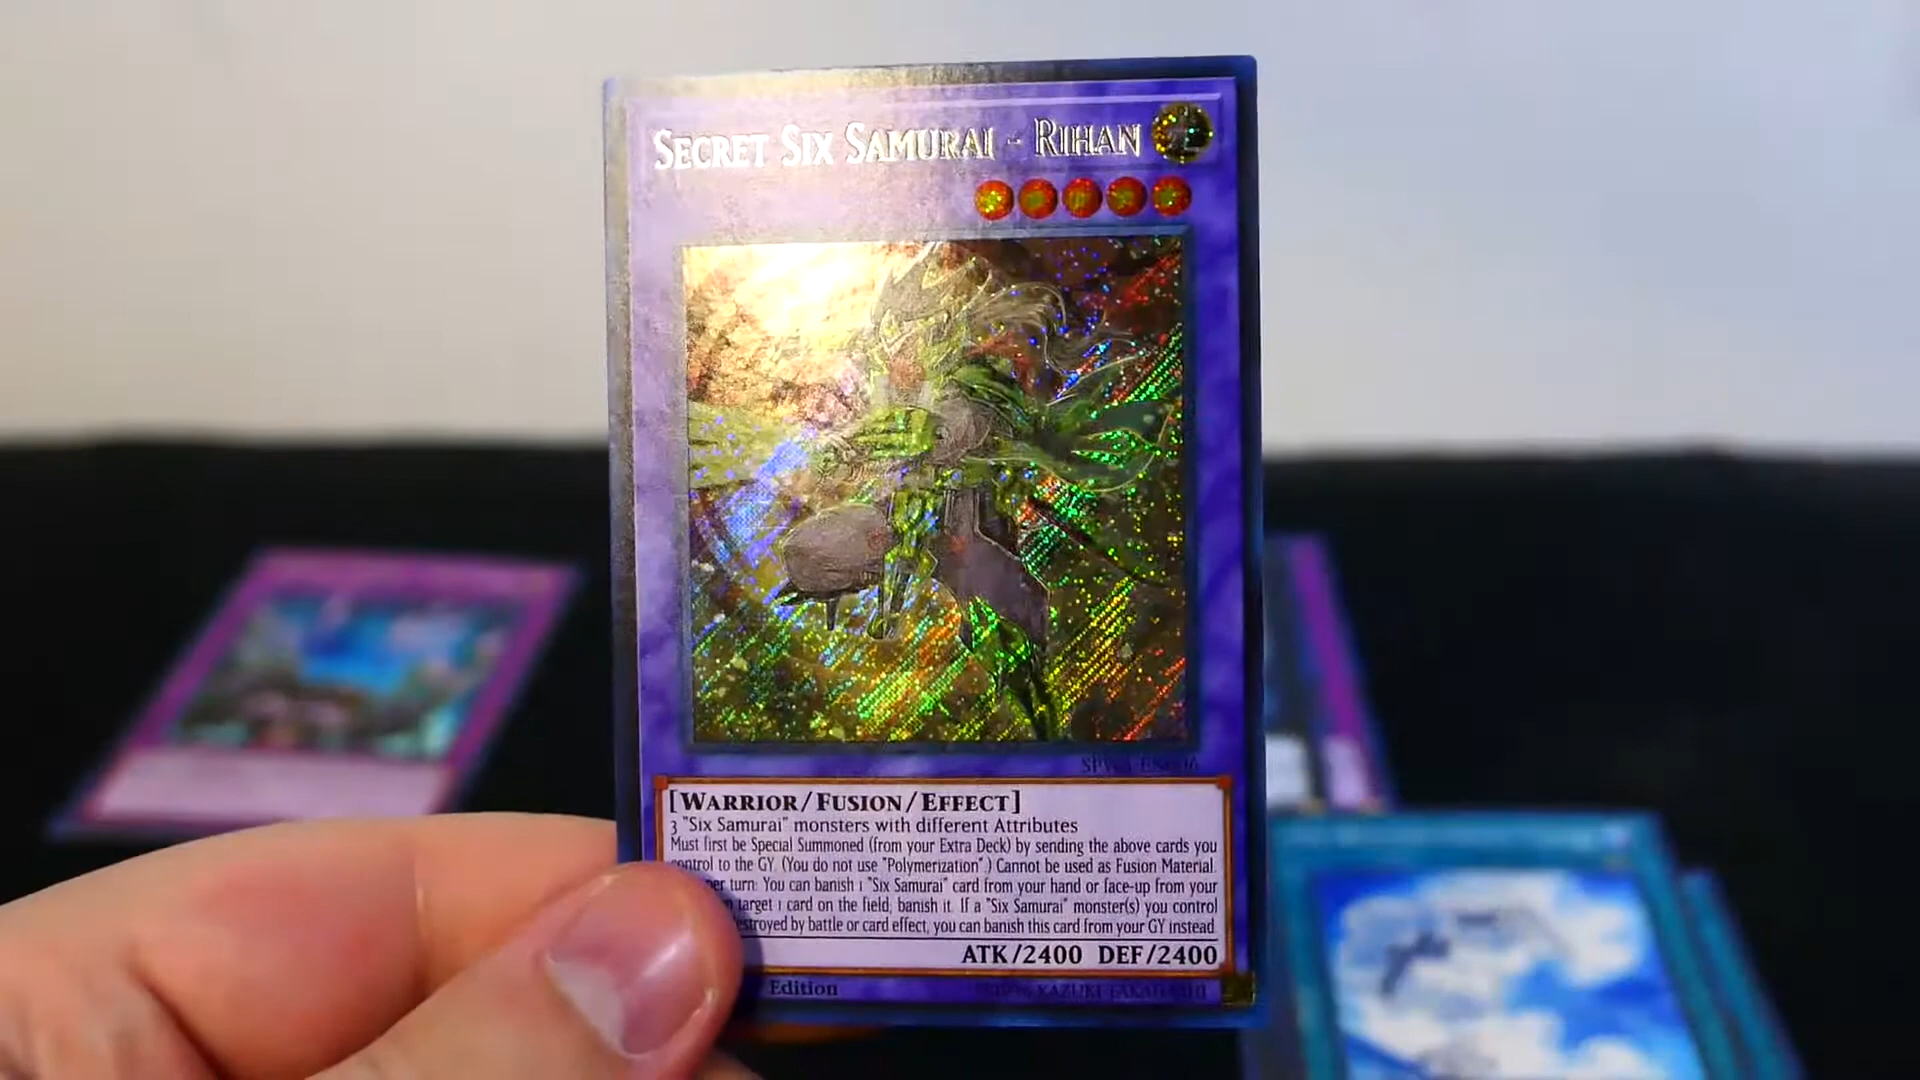 SECRET SIX SAMURAI - RIHAN
[WARRIOR/FUSION/EFFECT]
3 "Six Samurai" monsters with different Attributes
Must first be Special Summoned (from your Extra Deck) by sending the above cards you
control to the GY. (You do not use "Polymerization".) Cannot be used as Fusion Material.
per turn: You can banish 1 "Six Samurai" card from your hand or face-up from your
target 1 card on the field; banish it. If a "Six Samurai" monster(s) you control
destroyed by battle or card effect, you can banish this card from your GY instead.
ATK/2400 DEF/2400
Edition
KAZUKI TAKAHASHI